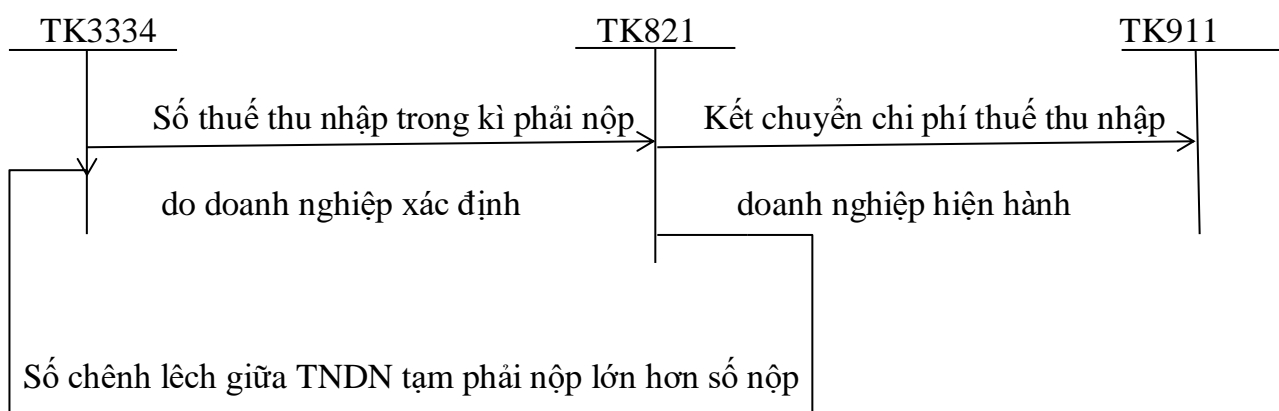 TK3334 TK821 TK911
Số thuế thu nhập trong kì phải nộp Kết chuyển chi phí thuế thu nhập
do doanh nghiệp xác định doanh nghiệp hiện hành
Số chênh lêch giữa TNDN tạm phải nộp lớn hơn số nộp